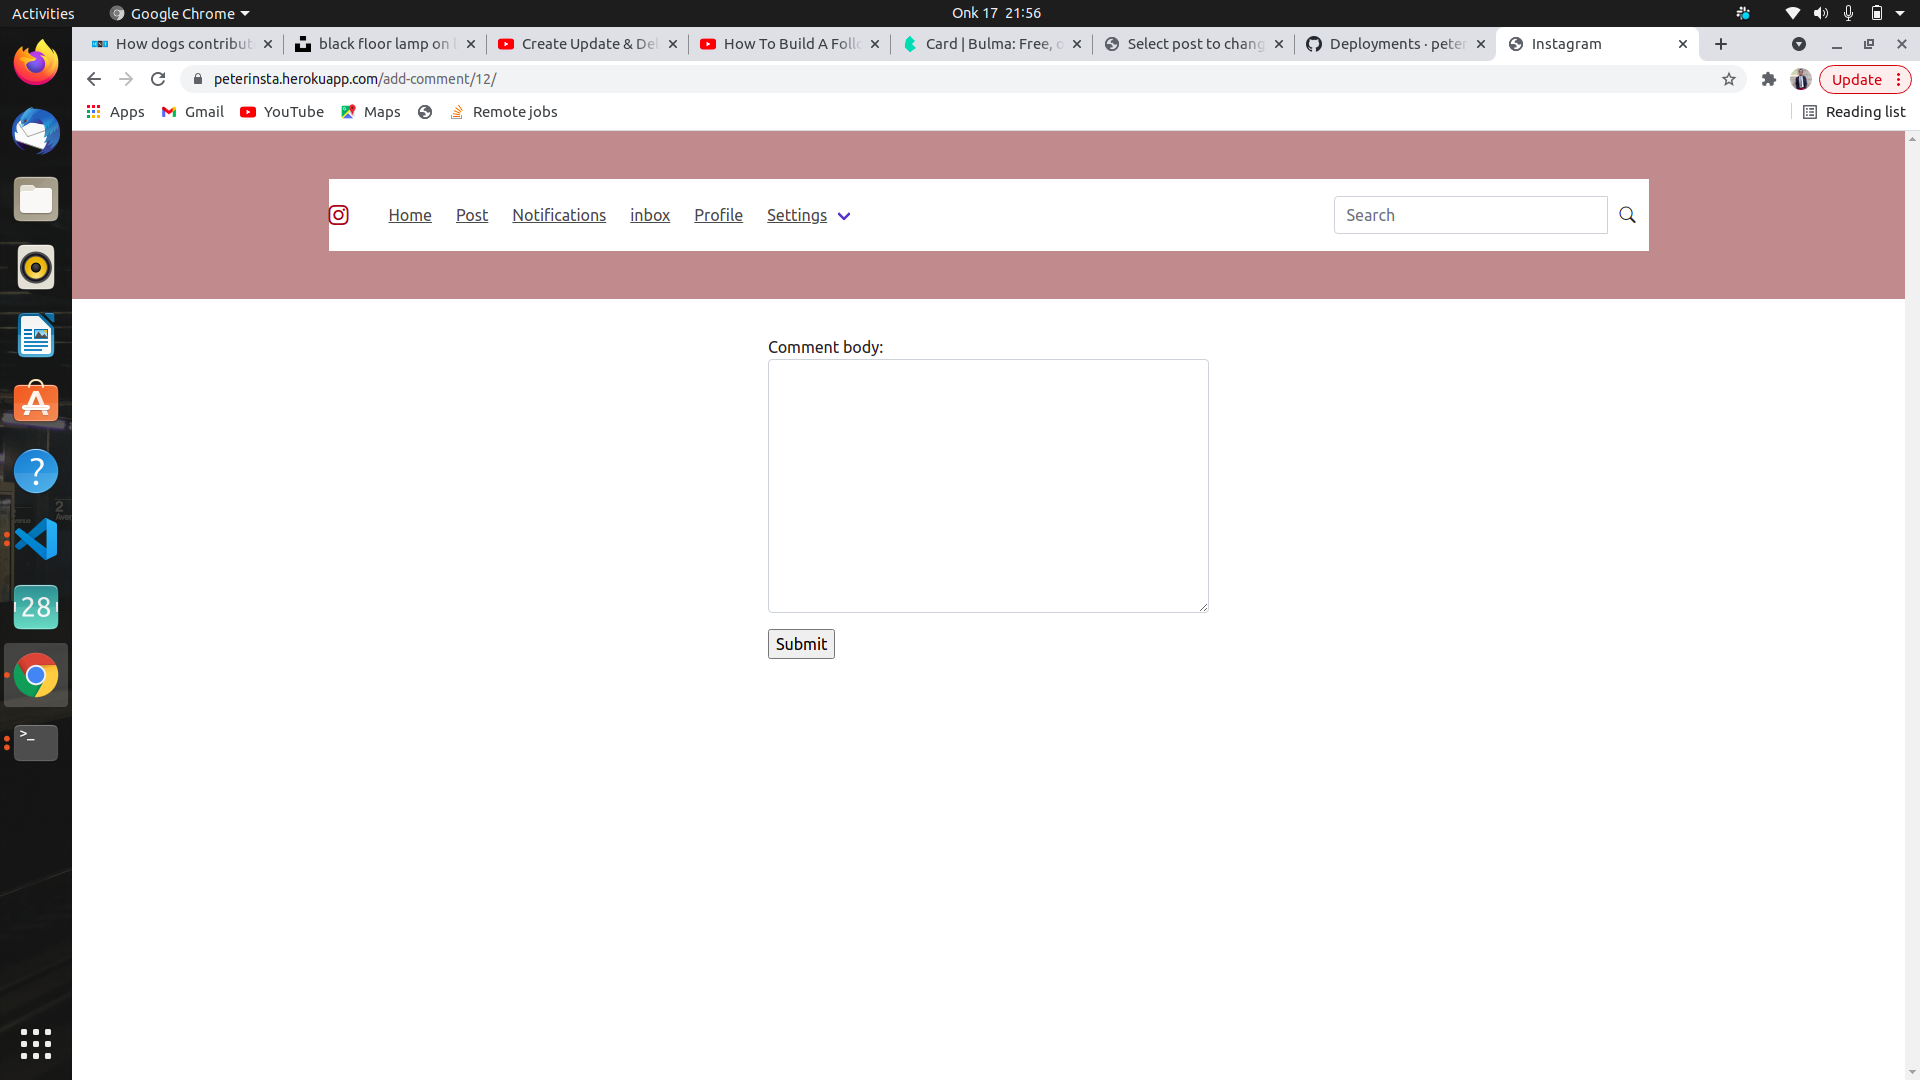 Activities
Google Chrome
Onk 17 21:56
How dogs contribut
black floor lamp on
Create Update & Del
How To Build A Foll
Card | Bulma: Free, o
Select post to chang
Deployments · peter
Instagram
peterinsta.herokuapp.com/add-comment/12/
Update
Apps
Gmail
YouTube
Maps
Remote jobs
Reading list
Home
Post
Notifications
inbox
Profile
Settings
Search
Comment body:
Submit
28